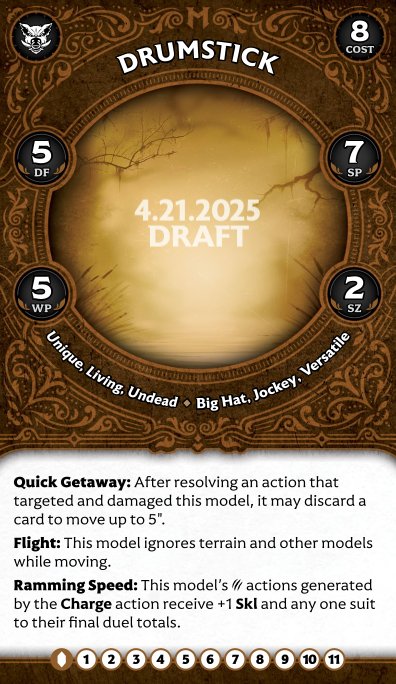 DRUMSTICK
8
COST
5
DF
7
SP
4.21.2025
DRAFT
5
WP
2
SZ
Unique, Living, Undead ◆ Big Hat, Jockey, Versatile
Quick Getaway: After resolving an action that
targeted and damaged this model, it may discard a
card to move up to 5".
Flight: This model ignores terrain and other models
while moving.
Ramming Speed: This model's actions generated
by the Charge action receive +1 Skl and any one suit
to their final duel totals.
1 2 3 4 5 6 7 8 9 10 11